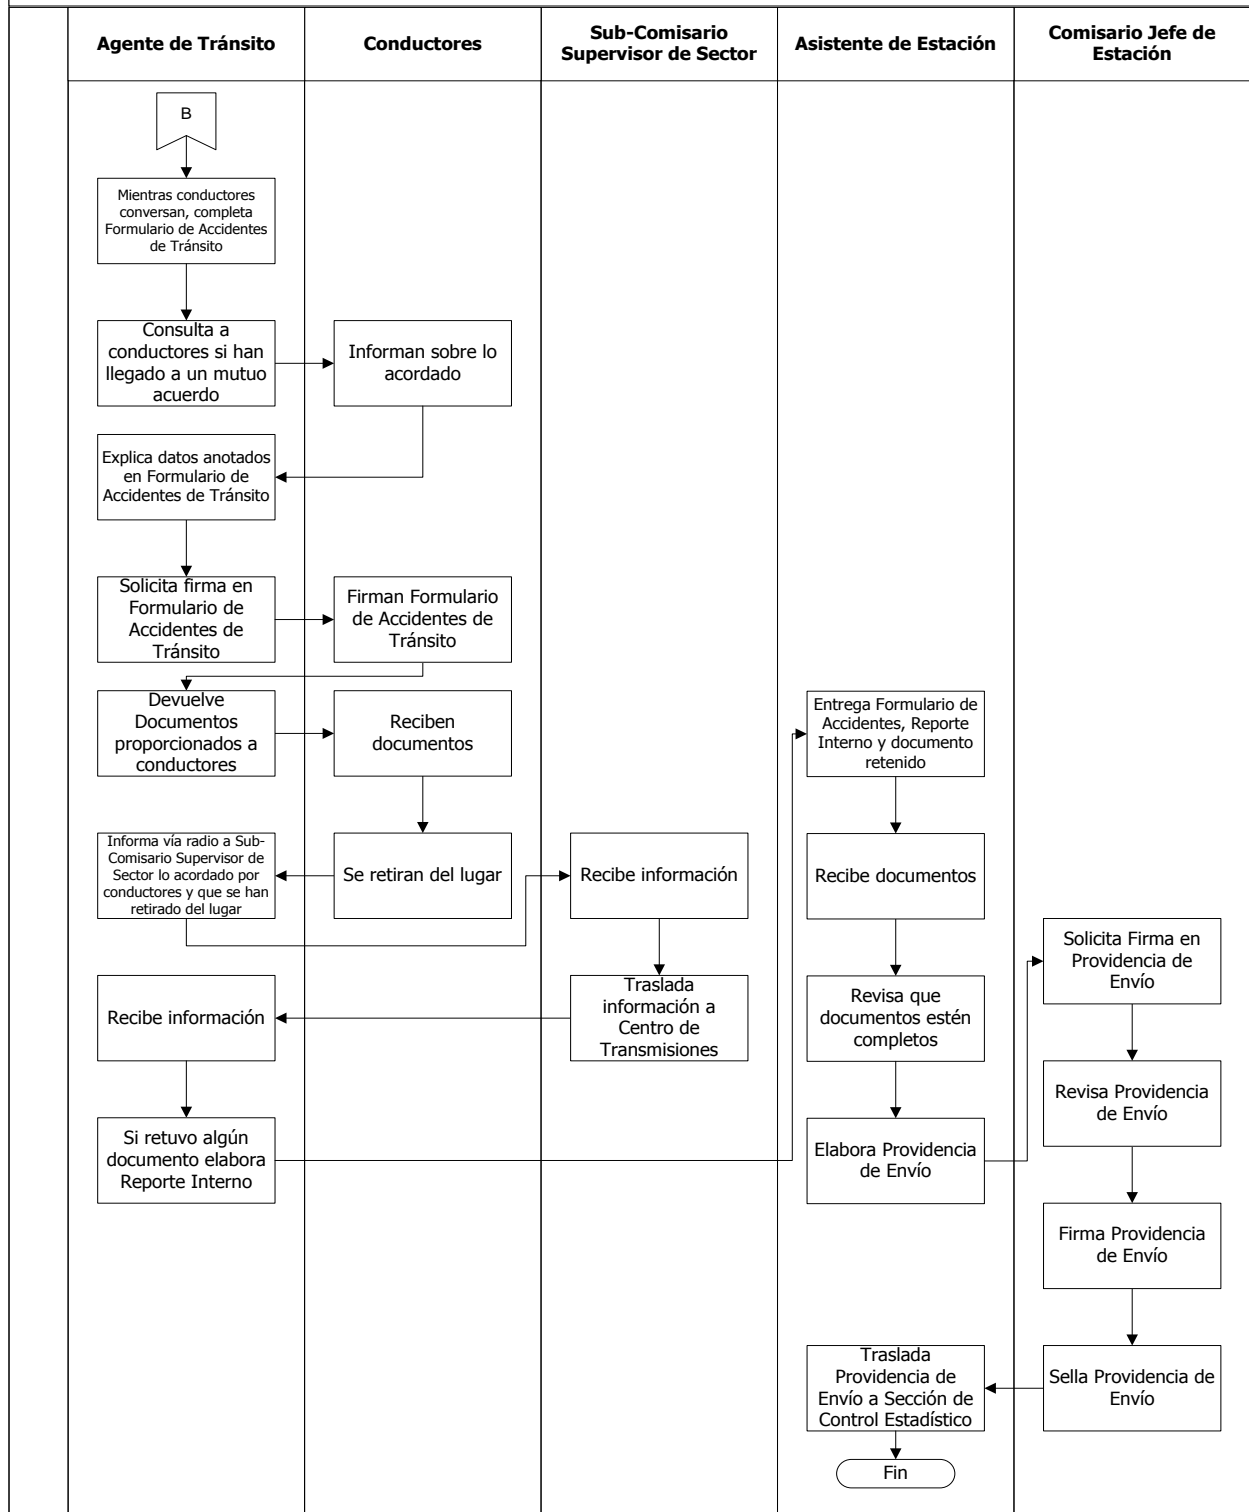 Agente de Tránsito
Conductores
Sub-Comisario
Supervisor de Sector
Asistente de Estación
Comisario Jefe de
Estación
B
Mientras conductores
conversan, completa
Formulario de Accidentes
de Tránsito
Consulta a
conductores si han
llegado a un mutuo
acuerdo
Informan sobre lo
acordado
Explica datos anotados
en Formulario de
Accidentes de Tránsito
Solicita firma en
Formulario de
Accidentes de
Tránsito
Firman Formulario
de Accidentes de
Tránsito
Devuelve
Documentos
proporcionados a
conductores
Reciben
documentos
Entrega Formulario de
Accidentes, Reporte
Interno y documento
retenido
Informa vía radio a Sub-
Comisario Supervisor de
Sector lo acordado por
conductores y que se han
retirado del lugar
Se retiran del lugar
Recibe información
Recibe documentos
Solicita Firma en
Providencia de
Envío
Recibe información
Traslada
información a
Centro de
Transmisiones
Revisa que
documentos estén
completos
Revisa Providencia
de Envío
Si retuvo algún
documento elabora
Reporte Interno
Elabora Providencia
de Envío
Firma Providencia
de Envío
Traslada
Providencia de
Envío a Sección de
Control Estadístico
Sella Providencia de
Envío
Fin